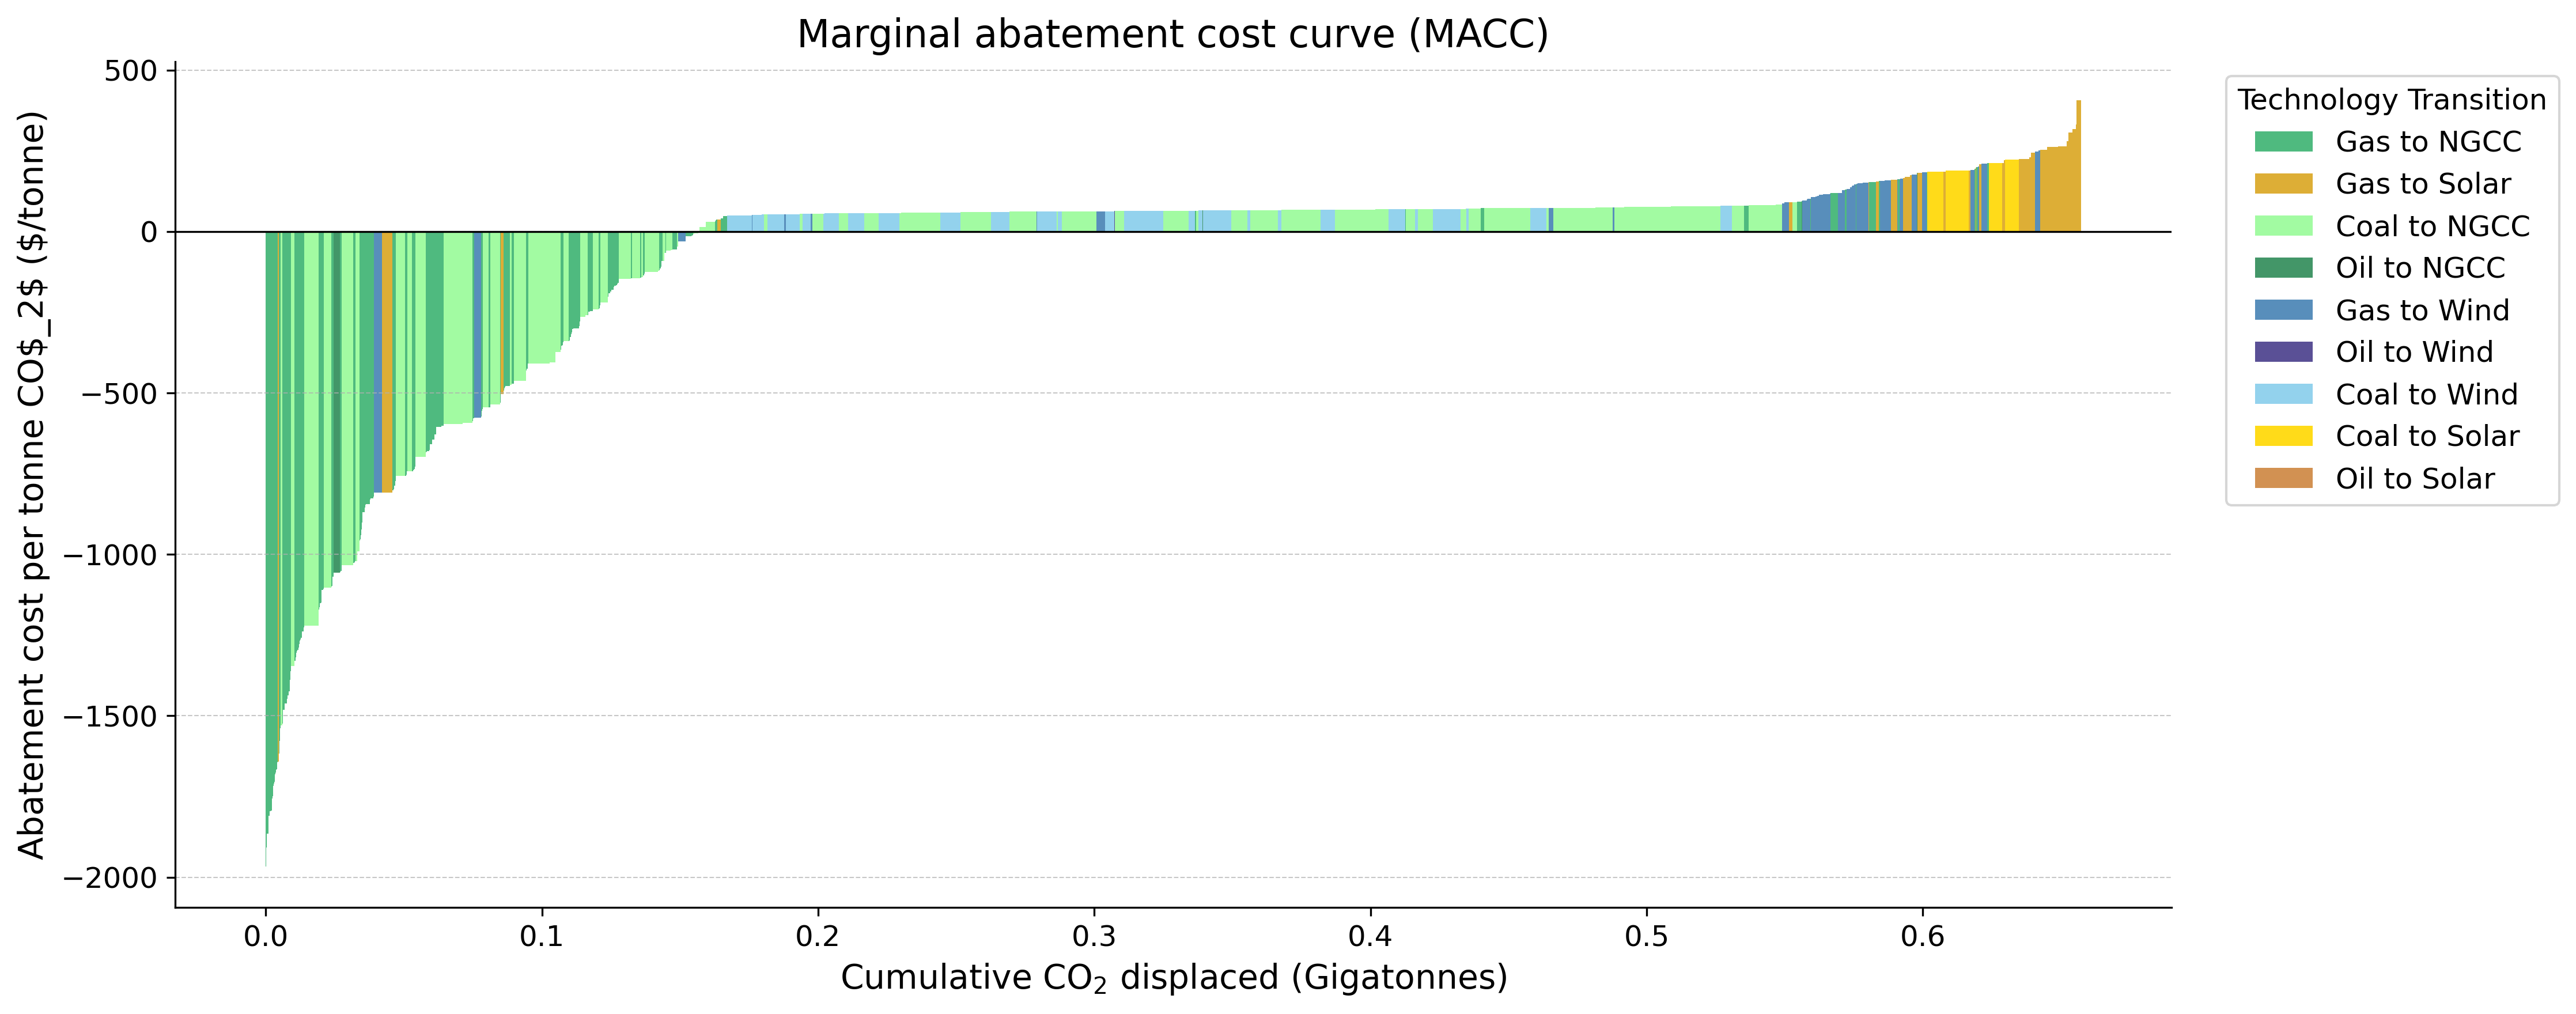 Marginal abatement cost curve (MACC)
Abatement cost per tonne CO$_2$ ($/tonne)
500
0
−500
−1000
−1500
−2000
0.0 0.1 0.2 0.3 0.4 0.5 0.6
Cumulative CO₂ displaced (Gigatonnes)
Technology Transition
Gas to NGCC
Gas to Solar
Coal to NGCC
Oil to NGCC
Gas to Wind
Oil to Wind
Coal to Wind
Coal to Solar
Oil to Solar